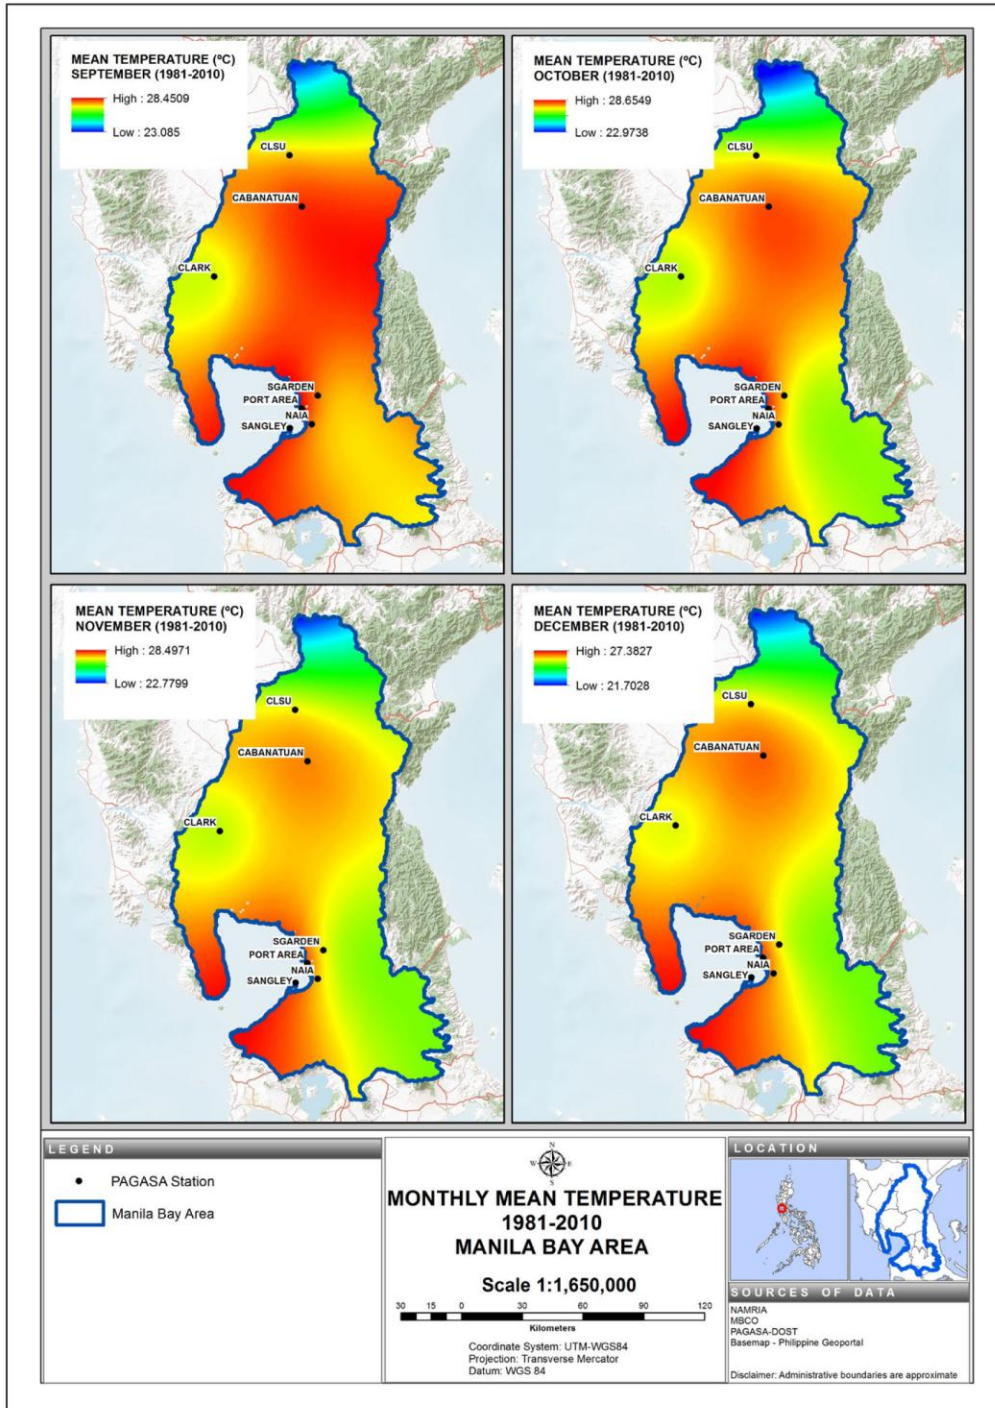 MEAN TEMPERATURE (ºC)
SEPTEMBER (1981-2010)
High : 28.4509
Low : 23.085
CLSU
CABANATUAN
CLARK
SGARDEN
PORT AREA
NAIA
SANGLEY
MEAN TEMPERATURE (ºC)
OCTOBER (1981-2010)
High : 28.6549
Low : 22.9738
CLSU
CABANATUAN
CLARK
SGARDEN
PORT AREA
NAIA
SANGLEY
MEAN TEMPERATURE (ºC)
NOVEMBER (1981-2010)
High : 28.4971
Low : 22.7799
CLSU
CABANATUAN
CLARK
SGARDEN
PORT AREA
NAIA
SANGLEY
MEAN TEMPERATURE (ºC)
DECEMBER (1981-2010)
High : 27.3827
Low : 21.7028
CLSU
CABANATUAN
CLARK
SGARDEN
PORT AREA
NAIA
SANGLEY
LEGEND
PAGASA Station
Manila Bay Area
N
W E
S
MONTHLY MEAN TEMPERATURE
1981-2010
MANILA BAY AREA
Scale 1:1,650,000
30 15 0 30 60 90 120
Kilometers
Coordinate System: UTM-WGS84
Projection: Transverse Mercator
Datum: WGS 84
LOCATION
SOURCES OF DATA
NAMRIA
MBCO
PAGASA-DOST
Basemap - Philippine Geoportal
Disclaimer: Administrative boundaries are approximate